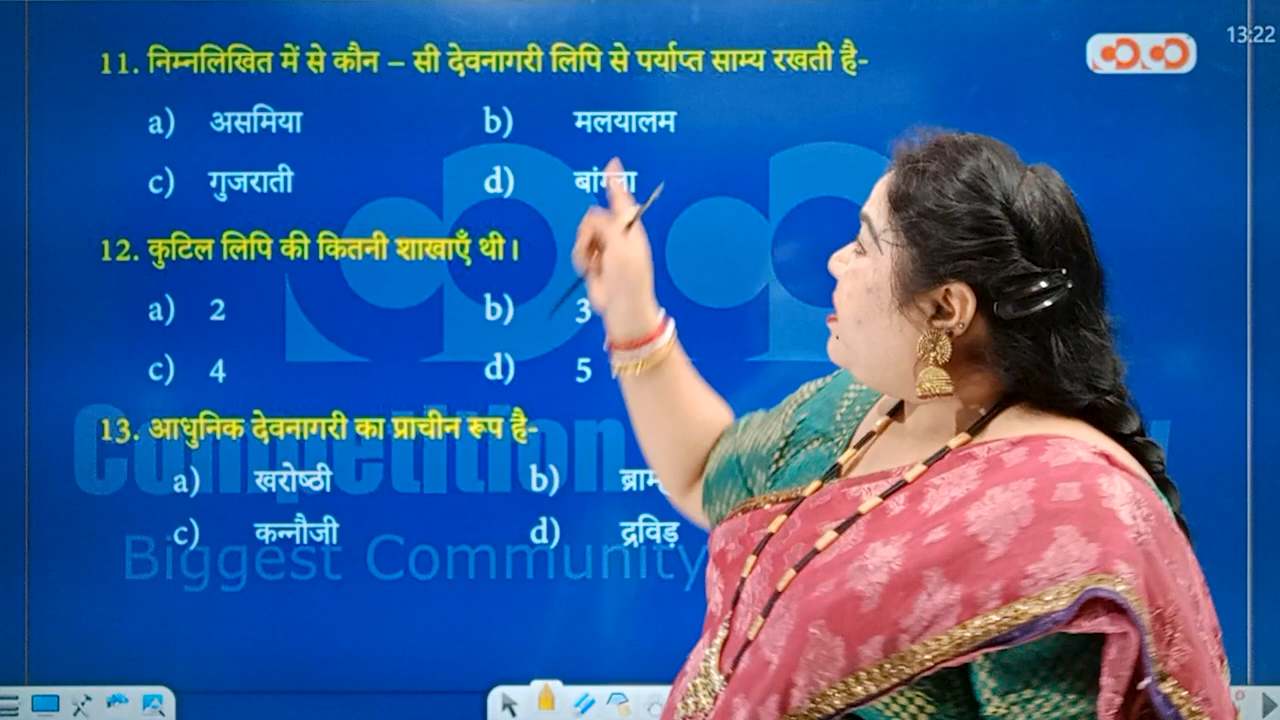 13:22
11. निम्नलिखित में से कौन – सी देवनागरी लिपि से पर्याप्त साम्य रखती है-
a) असमिया b) मलयालम
c) गुजराती d) बांग्ला
12. कुटिल लिपि की कितनी शाखाएँ थी।
a) 2 b) 3
c) 4 d) 5
13. आधुनिक देवनागरी का प्राचीन रूप है-
a) खरोष्ठी b)
c) कन्नौजी d) द्रविड़
Competition
Biggest Community